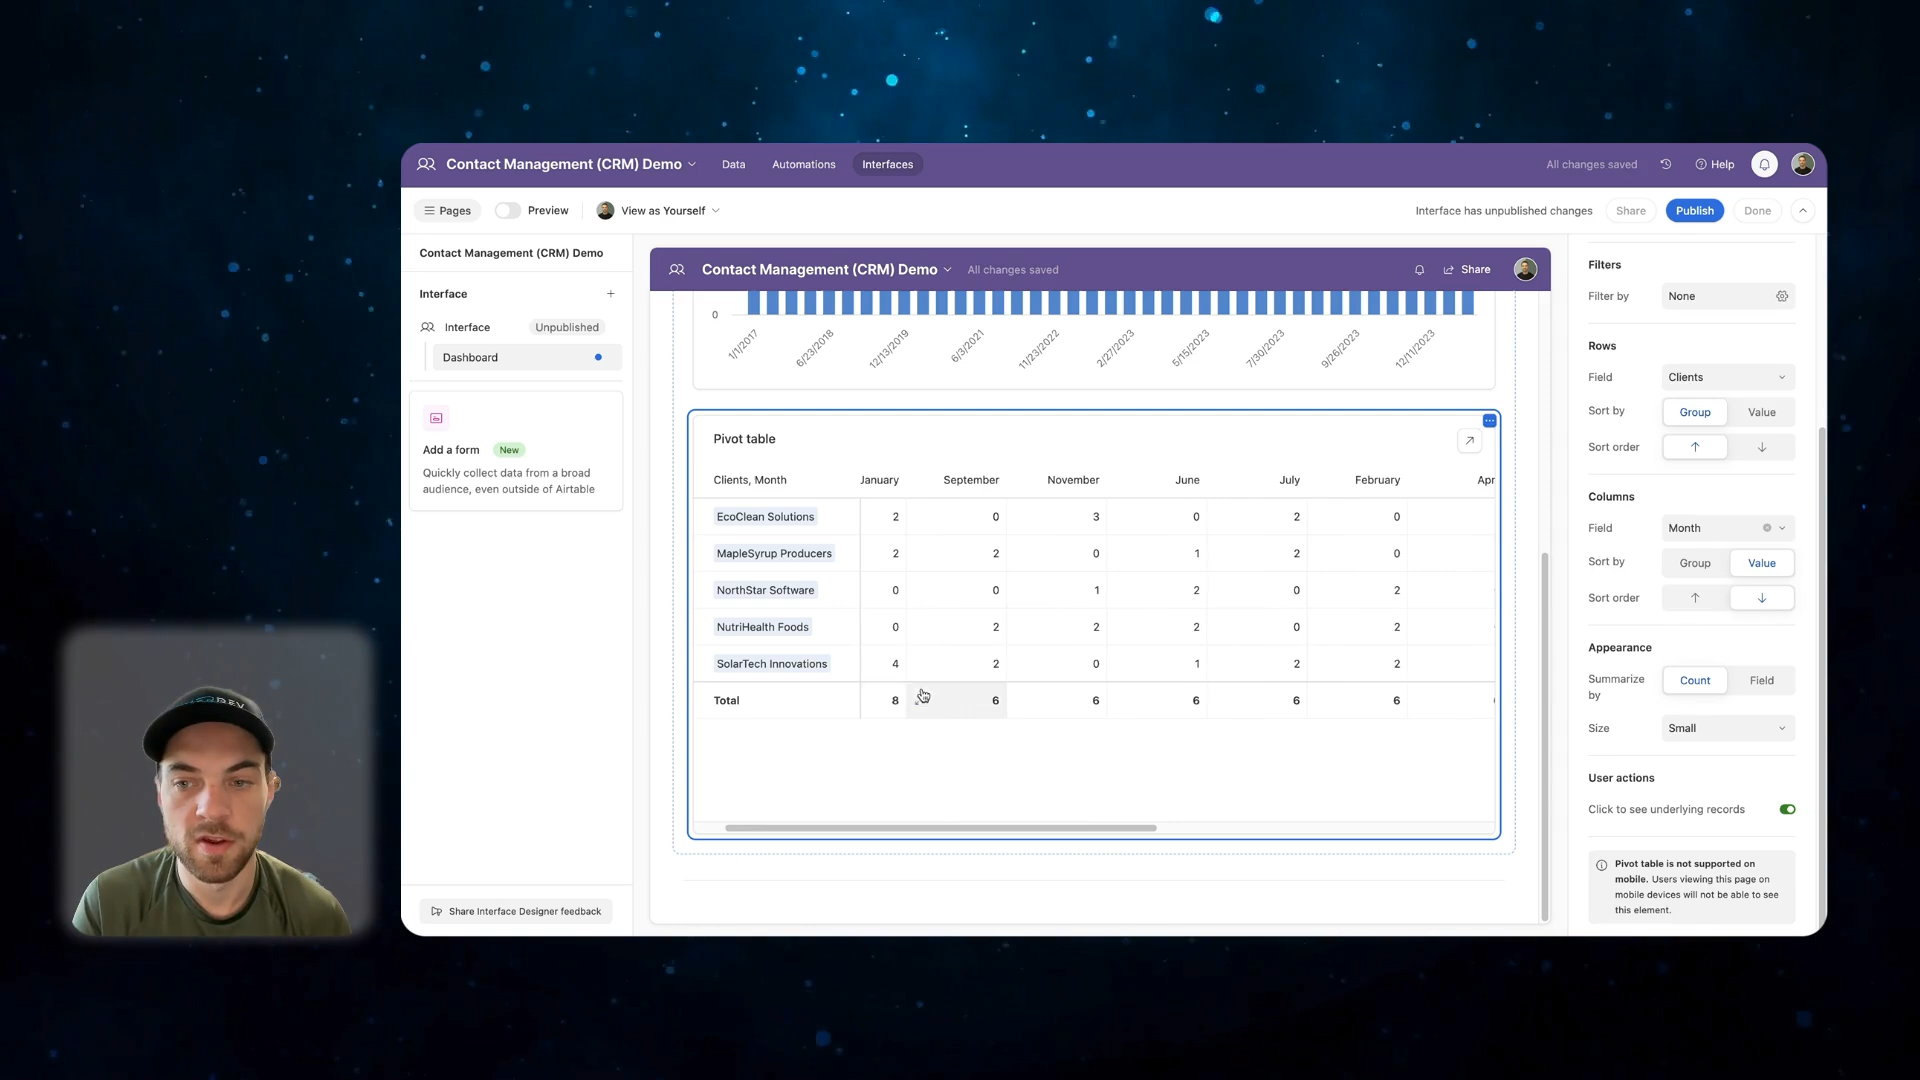 Contact Management (CRM) Demo
Data
Automations
Interfaces
All changes saved
Help
Pages
Preview
View as Yourself
Interface has unpublished changes
Share
Publish
Done
Contact Management (CRM) Demo
Interface
Interface
Unpublished
Dashboard
Add a form
New
Quickly collect data from a broad
audience, even outside of Airtable
Share Interface Designer feedback
Contact Management (CRM) Demo
All changes saved
Share
0
1/1/2017
6/23/2018
12/13/2019
6/3/2021
11/23/2022
2/27/2023
5/15/2023
7/30/2023
9/26/2023
12/11/2023
Pivot table
Clients, Month January September November June July February Apr
EcoClean Solutions 2 0 3 0 2 0
MapleSyrup Producers 2 2 0 1 2 0
NorthStar Software 0 0 1 2 0 2
NutriHealth Foods 0 2 2 2 0 2
SolarTech Innovations 4 2 0 1 2 2
Total 8 6 6 6 6 6
Filters
Filter by None
Rows
Field Clients
Sort by Group Value
Sort order
Columns
Field Month
Sort by Group Value
Sort order
Appearance
Summarize
by
Count Field
Size Small
User actions
Click to see underlying records
Pivot table is not supported on
mobile. Users viewing this page on
mobile devices will not be able to see
this element.